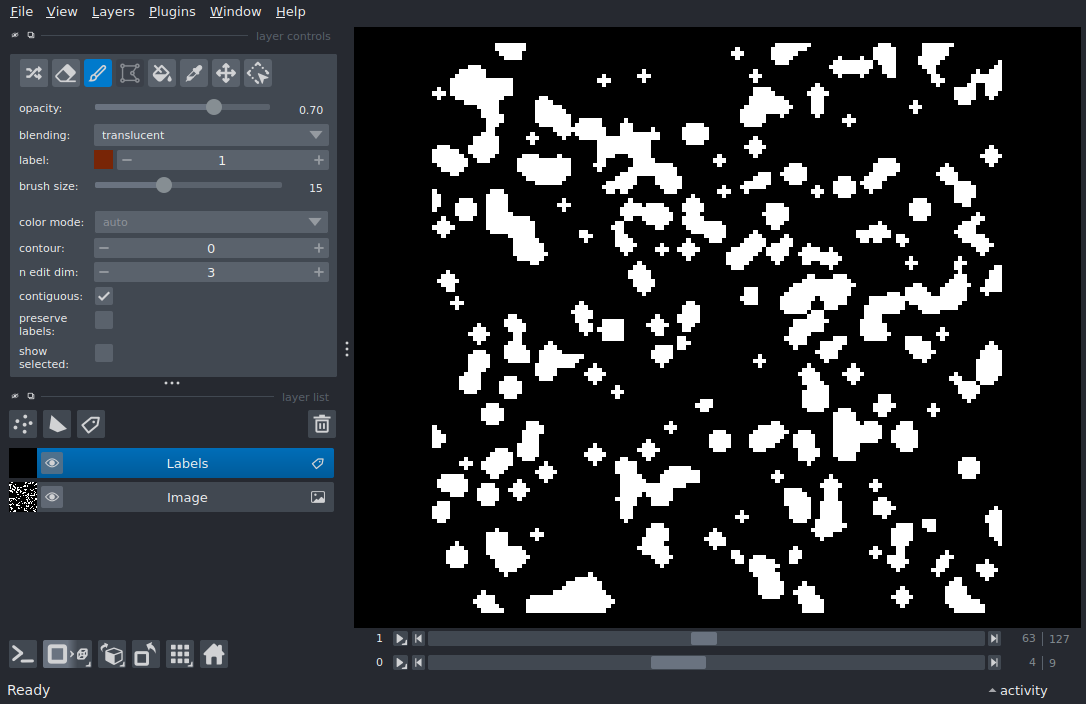 File View Layers Plugins Window Help
layer controls
opacity: 0.70
blending: translucent
label: 1
brush size: 15
color mode: auto
contour: 0
n edit dim: 3
contiguous:
preserve
labels:
show
selected:
layer list
Labels
Image
1 63 127
0 4 9
Ready activity